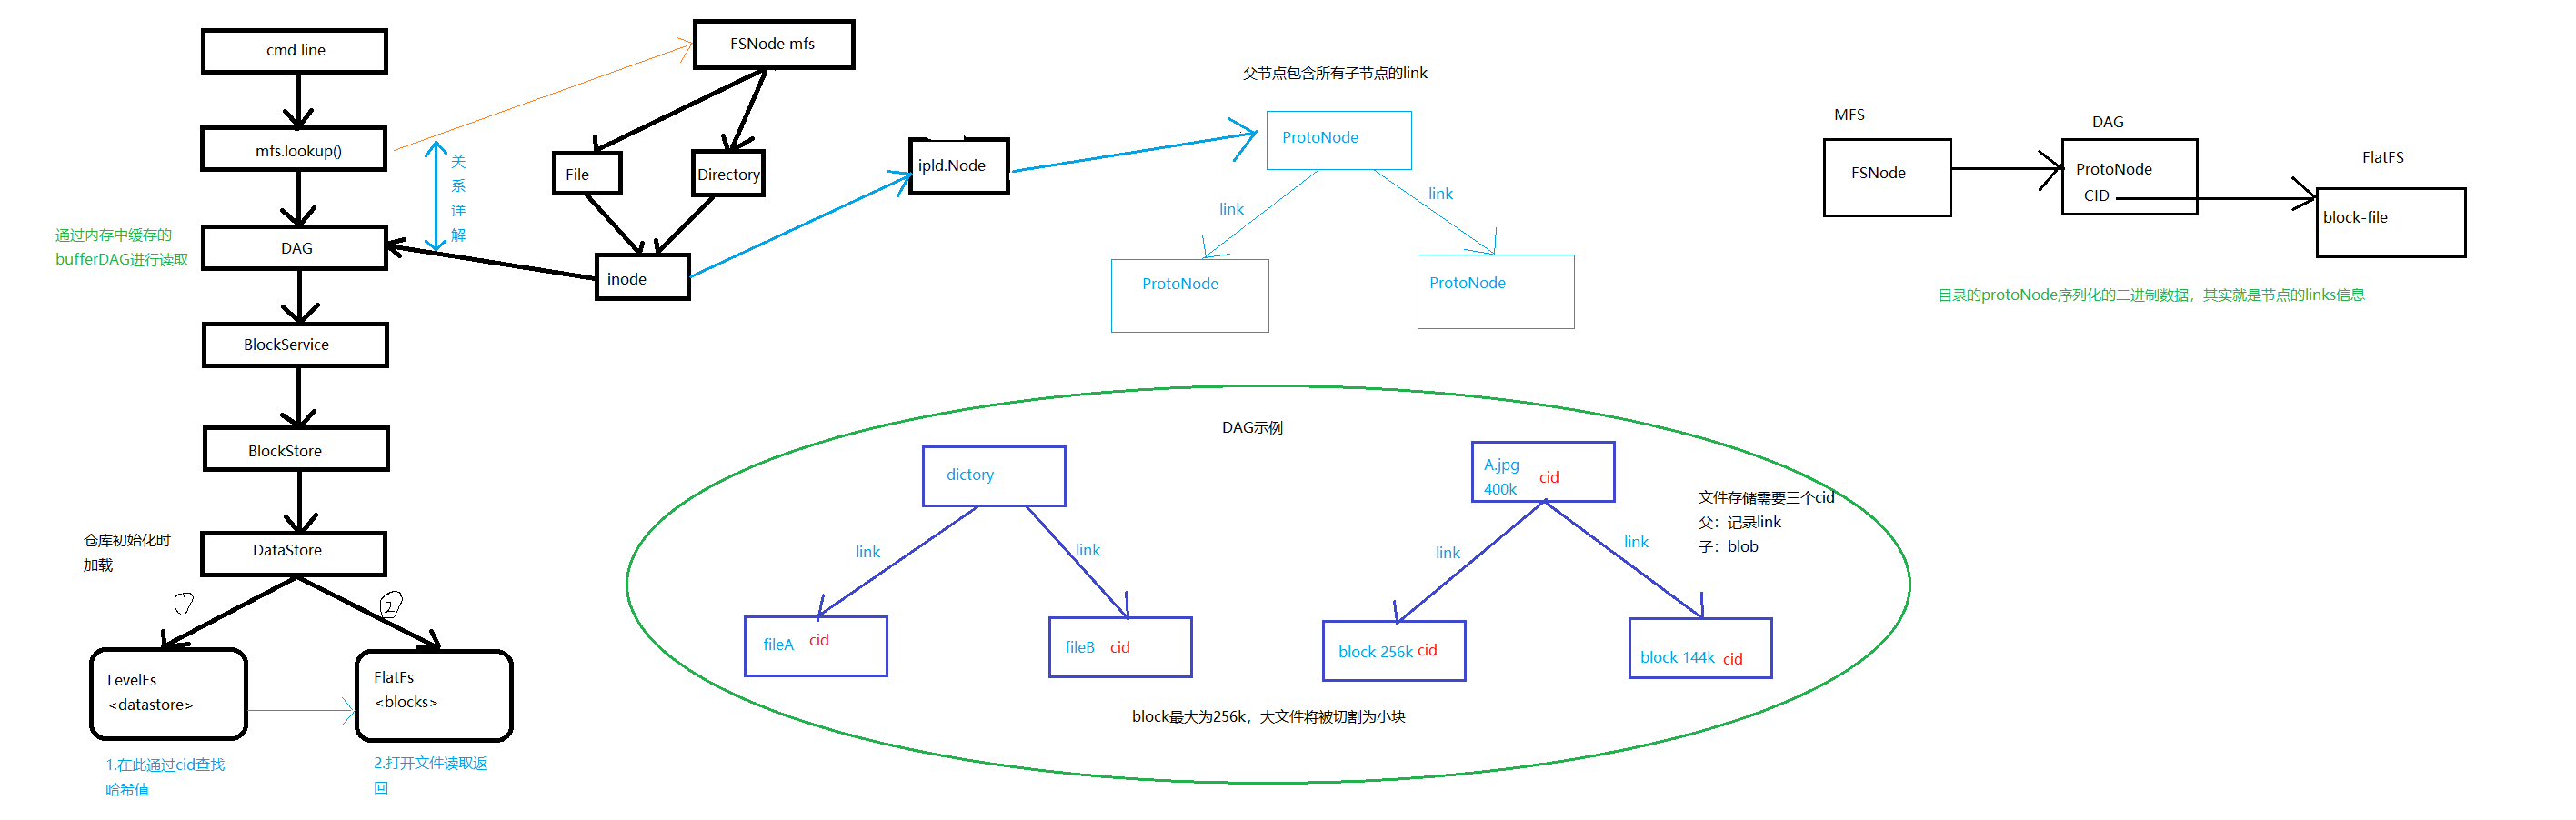 cmd line
mfs.lookup()
关
系
详
解
DAG
通过内存中缓存的
bufferDAG进行读取
BlockService
BlockStore
仓库初始化时
加载
DataStore
①
②
LevelFs
<datastore>
FlatFs
<blocks>
1.在此通过cid查找
哈希值
2.打开文件读取返
回
FSNode mfs
File
Directory
inode
ipld.Node
父节点包含所有子节点的link
ProtoNode
link
link
ProtoNode
ProtoNode
MFS
FSNode
DAG
ProtoNode
CID
FlatFS
block-file
目录的protoNode序列化的二进制数据，其实就是节点的links信息
DAG示例
dictory
link
link
fileA cid
fileB cid
A.jpg
400k
cid
文件存储需要三个cid
父：记录link
子：blob
link
link
block 256k cid
block 144k cid
block最大为256k，大文件将被切割为小块